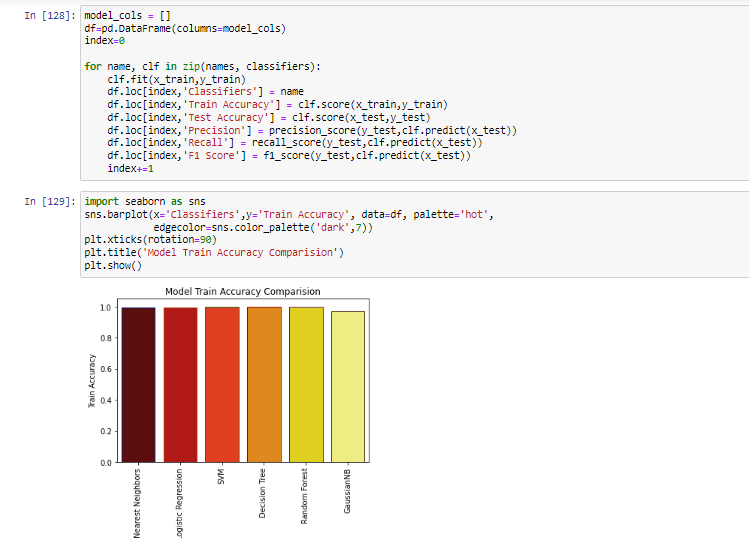 In [128]:
model_cols = []
df=pd.DataFrame(columns=model_cols)
index=0
for name, clf in zip(names, classifiers):
    clf.fit(x_train,y_train)
    df.loc[index,'Classifiers'] = name
    df.loc[index,'Train Accuracy'] = clf.score(x_train,y_train)
    df.loc[index,'Test Accuracy'] = clf.score(x_test,y_test)
    df.loc[index,'Precision'] = precision_score(y_test,clf.predict(x_test))
    df.loc[index,'Recall'] = recall_score(y_test,clf.predict(x_test))
    df.loc[index,'F1 Score'] = f1_score(y_test,clf.predict(x_test))
    index+=1
In [129]:
import seaborn as sns
sns.barplot(x='Classifiers',y='Train Accuracy', data=df, palette='hot',
            edgecolor=sns.color_palette('dark',7))
plt.xticks(rotation=90)
plt.title('Model Train Accuracy Comparision')
plt.show()
Model Train Accuracy Comparision
1.0
0.8
0.6
0.4
0.2
0.0
Train Accuracy
Nearest Neighbors
ogistic Regression
SVM
Decision Tree
Random Forest
GaussianNB